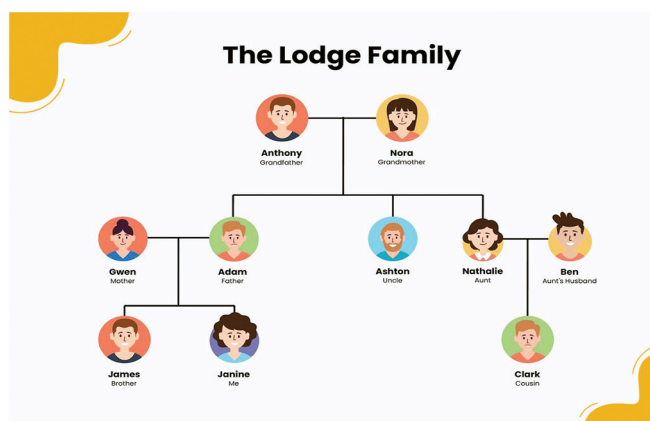 The Lodge Family
Anthony
Grandfather
Nora
Grandmother
Gwen
Mother
Adam
Father
Ashton
Uncle
Nathalie
Aunt
Ben
Aunt's Husband
James
Brother
Janine
Me
Clark
Cousin